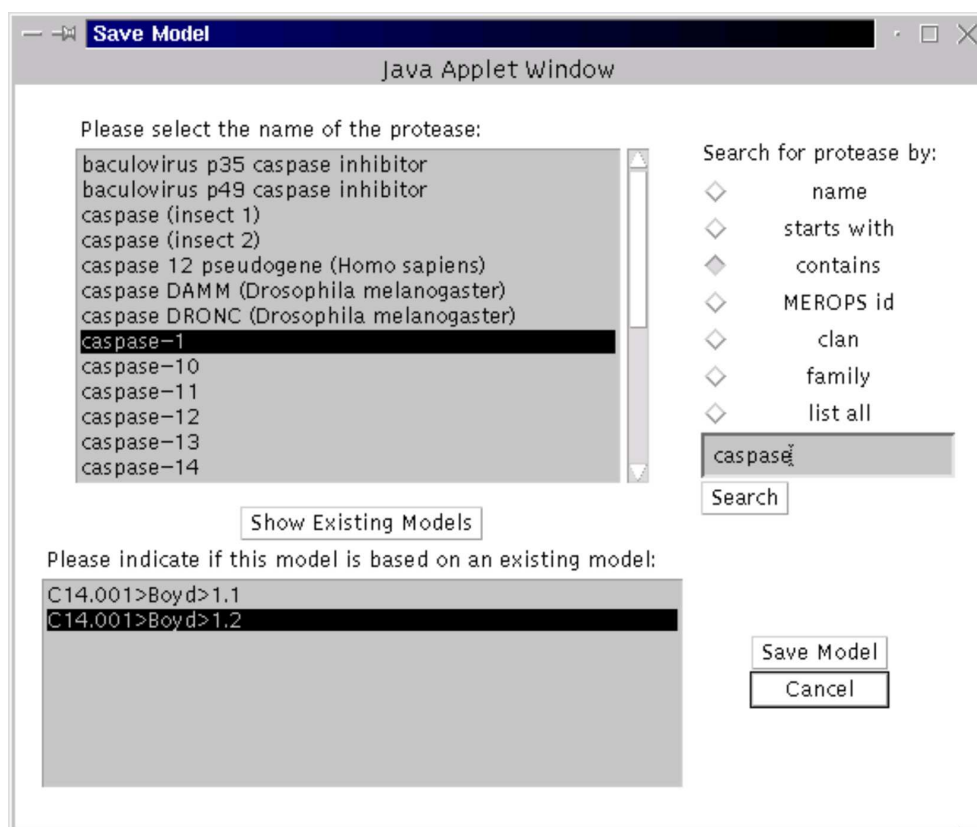 Save Model
Java Applet Window
Please select the name of the protease:
baculovirus p35 caspase inhibitor
baculovirus p49 caspase inhibitor
caspase (insect 1)
caspase (insect 2)
caspase 12 pseudogene (Homo sapiens)
caspase DAMM (Drosophila melanogaster)
caspase DRONC (Drosophila melanogaster)
caspase-1
caspase-10
caspase-11
caspase-12
caspase-13
caspase-14
Search for protease by:
name
starts with
contains
MEROPS id
clan
family
list all
caspase
Search
Show Existing Models
Please indicate if this model is based on an existing model:
C14.001>Boyd>1.1
C14.001>Boyd>1.2
Save Model
Cancel